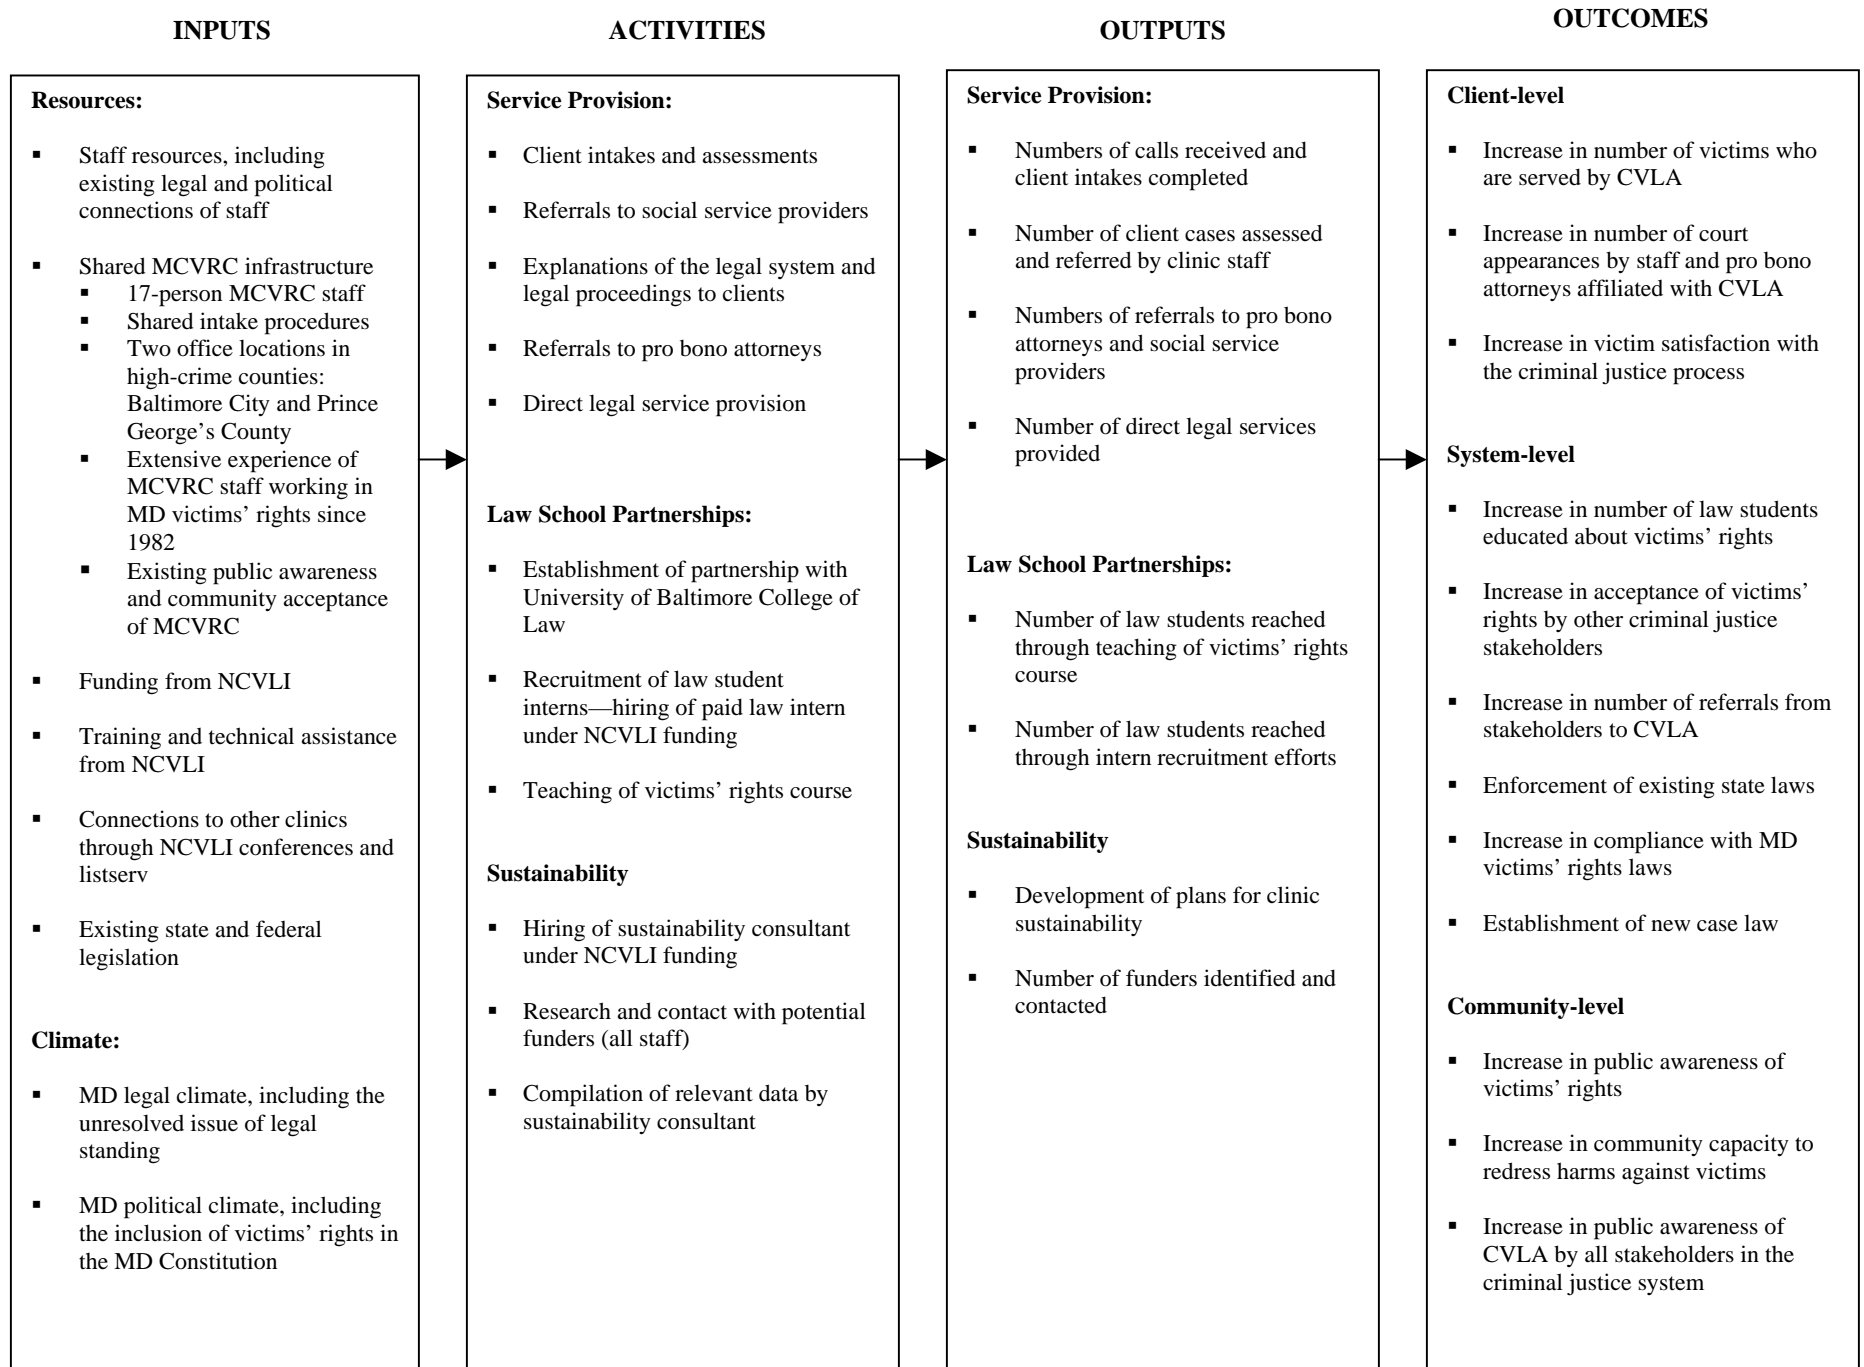 INPUTS
Resources:
▪ Staff resources, including
existing legal and political
connections of staff
▪ Shared MCVRC infrastructure
▪ 17-person MCVRC staff
▪ Shared intake procedures
▪ Two office locations in
high-crime counties:
Baltimore City and Prince
George’s County
▪ Extensive experience of
MCVRC staff working in
MD victims’ rights since
1982
▪ Existing public awareness
and community acceptance
of MCVRC
▪ Funding from NCVLI
▪ Training and technical assistance
from NCVLI
▪ Connections to other clinics
through NCVLI conferences and
listserv
▪ Existing state and federal
legislation
Climate:
▪ MD legal climate, including the
unresolved issue of legal
standing
▪ MD political climate, including
the inclusion of victims’ rights in
the MD Constitution
ACTIVITIES
Service Provision:
▪ Client intakes and assessments
▪ Referrals to social service providers
▪ Explanations of the legal system and
legal proceedings to clients
▪ Referrals to pro bono attorneys
▪ Direct legal service provision
Law School Partnerships:
▪ Establishment of partnership with
University of Baltimore College of
Law
▪ Recruitment of law student
interns—hiring of paid law intern
under NCVLI funding
▪ Teaching of victims’ rights course
Sustainability
▪ Hiring of sustainability consultant
under NCVLI funding
▪ Research and contact with potential
funders (all staff)
▪ Compilation of relevant data by
sustainability consultant
OUTPUTS
Service Provision:
▪ Numbers of calls received and
client intakes completed
▪ Number of client cases assessed
and referred by clinic staff
▪ Numbers of referrals to pro bono
attorneys and social service
providers
▪ Number of direct legal services
provided
Law School Partnerships:
▪ Number of law students reached
through teaching of victims’ rights
course
▪ Number of law students reached
through intern recruitment efforts
Sustainability
▪ Development of plans for clinic
sustainability
▪ Number of funders identified and
contacted
OUTCOMES
Client-level
▪ Increase in number of victims who
are served by CVLA
▪ Increase in number of court
appearances by staff and pro bono
attorneys affiliated with CVLA
▪ Increase in victim satisfaction with
the criminal justice process
System-level
▪ Increase in number of law students
educated about victims’ rights
▪ Increase in acceptance of victims’
rights by other criminal justice
stakeholders
▪ Increase in number of referrals from
stakeholders to CVLA
▪ Enforcement of existing state laws
▪ Increase in compliance with MD
victims’ rights laws
▪ Establishment of new case law
Community-level
▪ Increase in public awareness of
victims’ rights
▪ Increase in community capacity to
redress harms against victims
▪ Increase in public awareness of
CVLA by all stakeholders in the
criminal justice system